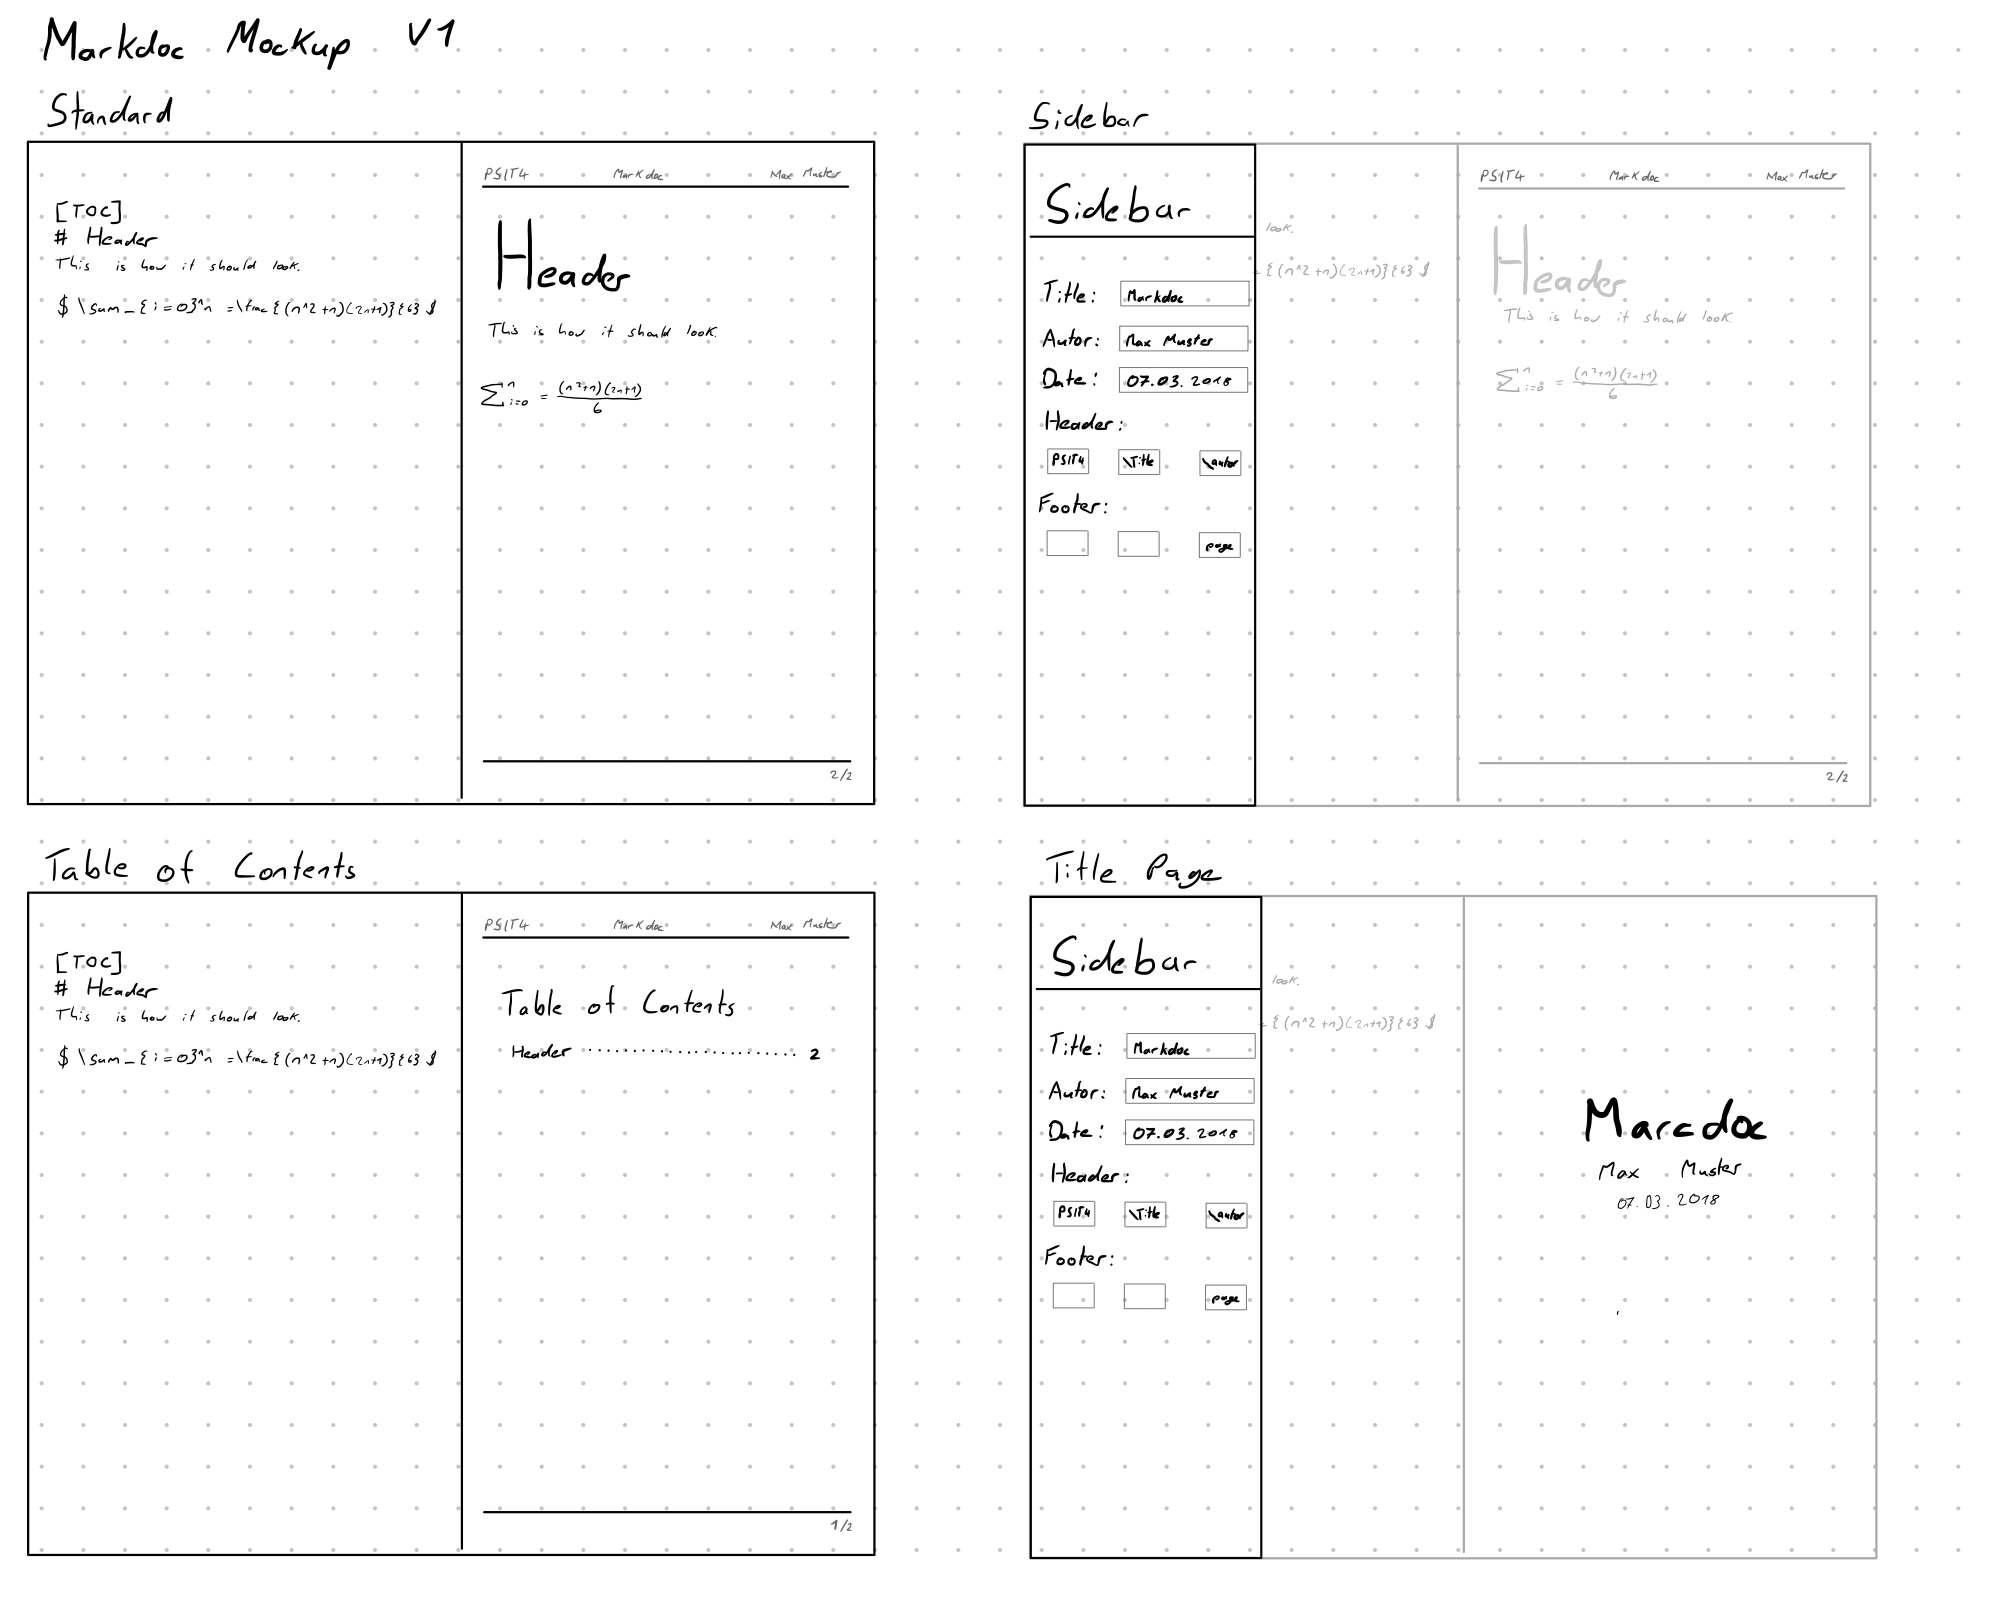 Markdoc Mockup V1
Standard
[TOC]
# Header
This is how it should look.
$ \sum_{i=0}^n =\frac{(n^2+n)(2n+1)}{6} $
PSIT4 Markdoc Max Muster
Header
This is how it should look.
∑ n i=0 = (n²+n)(2n+1) / 6
2/2
Sidebar
Sidebar
Title: Markdoc
Autor: Max Muster
Date: 07.03.2018
Header:
PSIT4 \Title \autor
Footer:
page
look.
{(n^2+n)(2n+1)}{6} $
PSIT4 Markdoc Max Muster
Header
This is how it should look.
∑ n i=0 = (n²+n)(2n+1) / 6
2/2
Table of Contents
[TOC]
# Header
This is how it should look.
$ \sum_{i=0}^n =\frac{(n^2+n)(2n+1)}{6} $
PSIT4 Markdoc Max Muster
Table of Contents
Header ........................ 2
1/2
Title Page
Sidebar
Title: Markdoc
Autor: Max Muster
Date: 07.03.2018
Header:
PSIT4 \Title \autor
Footer:
page
look.
{(n^2+n)(2n+1)}{6} $
Marcdoc
Max Muster
07.03.2018